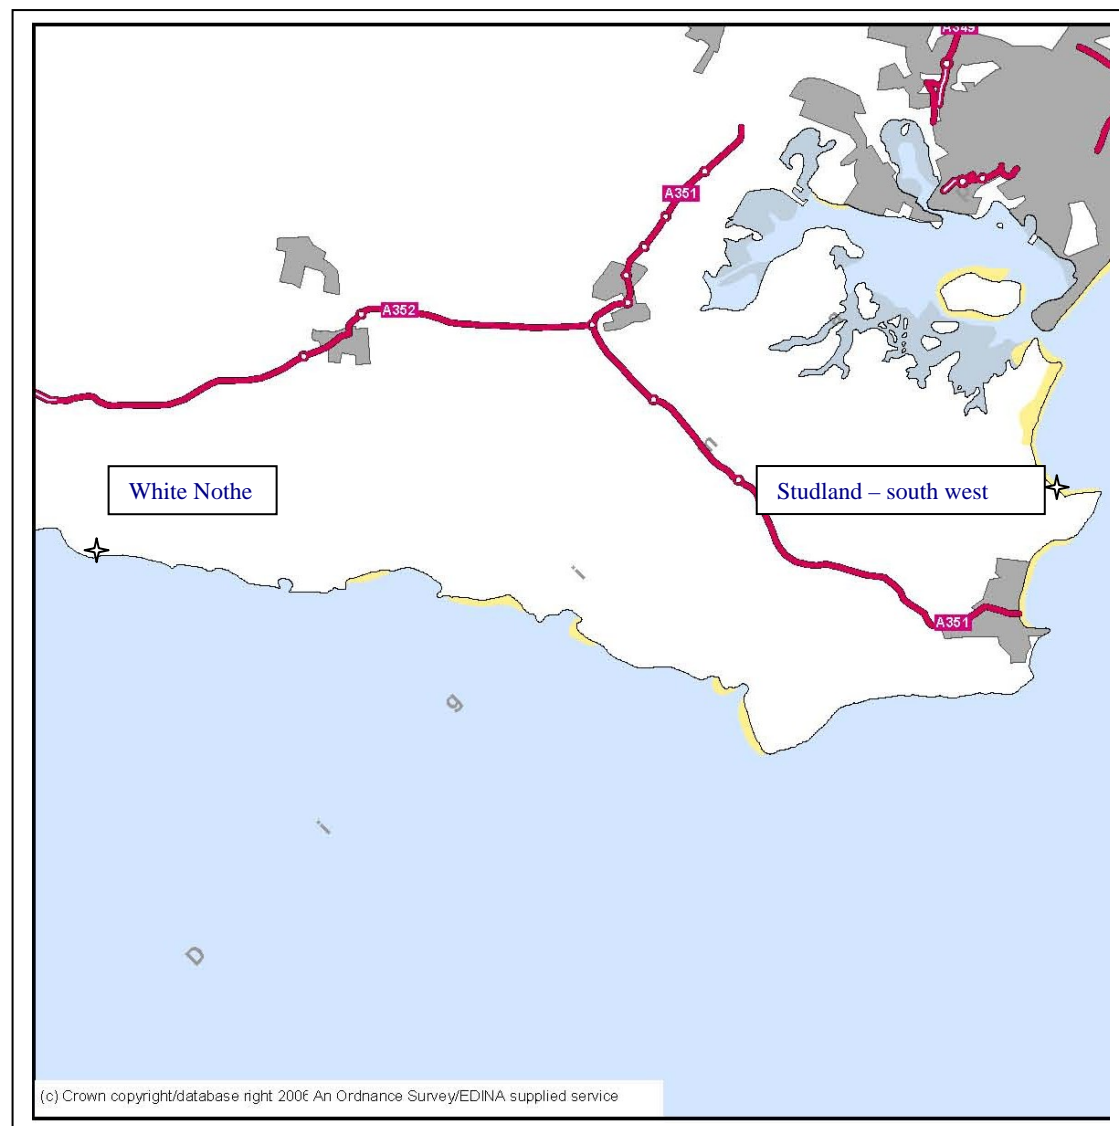 A349
A351
A352
White Nothe
Studland – south west
A351
D i g i n a
(c) Crown copyright/database right 2006 An Ordnance Survey/EDINA supplied service